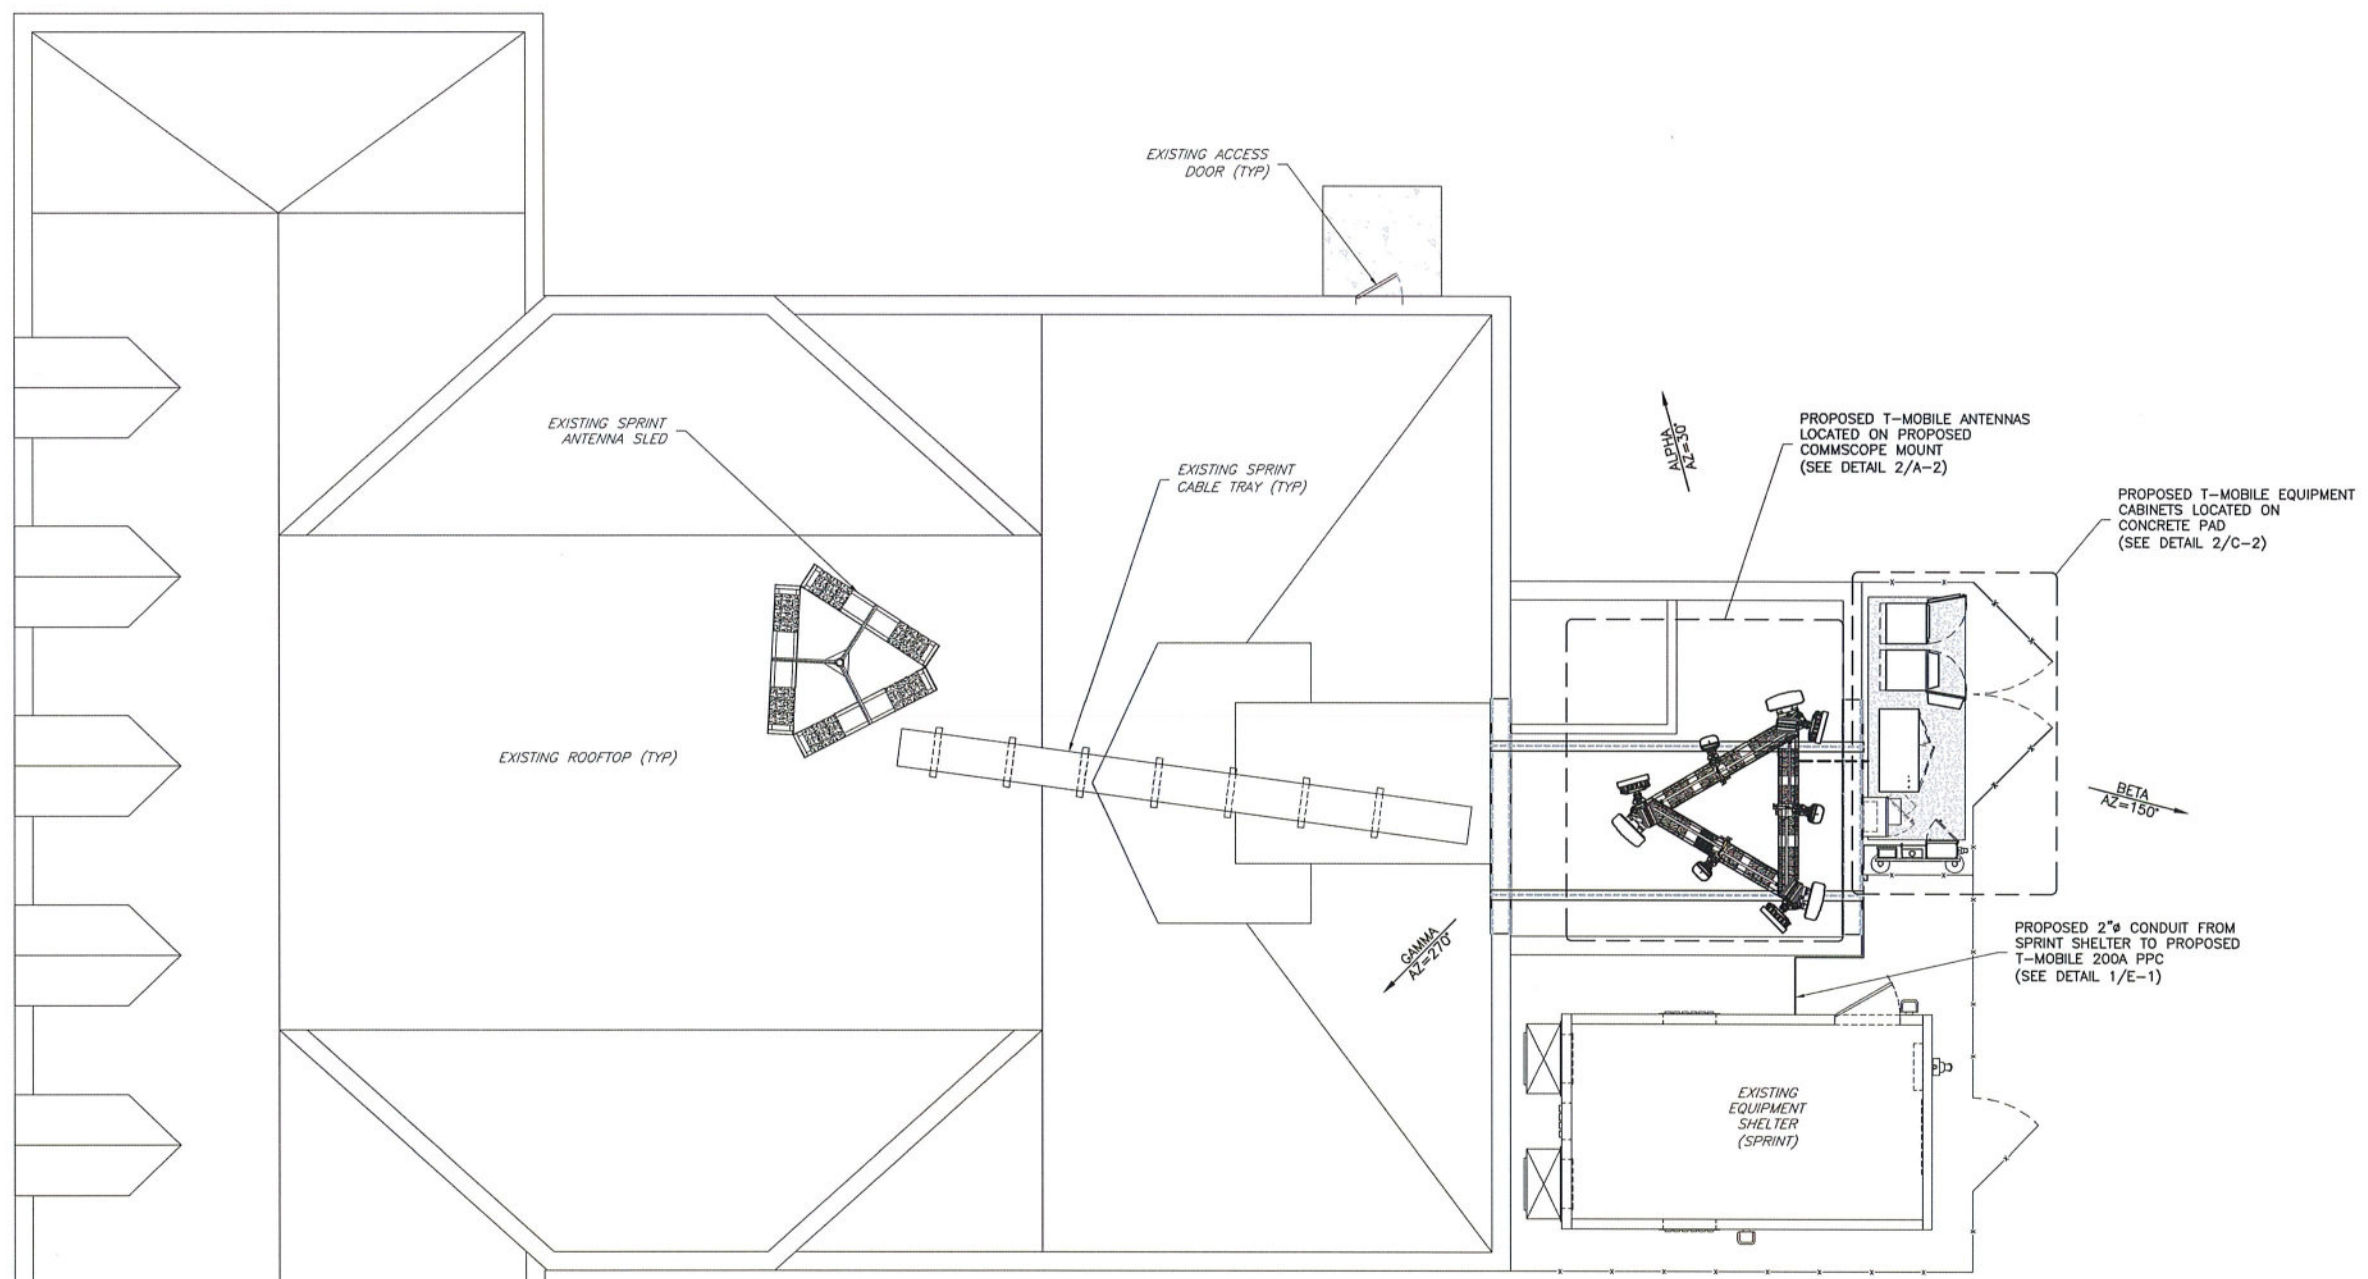 EXISTING ACCESS
DOOR (TYP)
EXISTING SPRINT
ANTENNA SLED
EXISTING SPRINT
CABLE TRAY (TYP)
ALPHA
AZ=30°
PROPOSED T-MOBILE ANTENNAS
LOCATED ON PROPOSED
COMMSCOPE MOUNT
(SEE DETAIL 2/A-2)
PROPOSED T-MOBILE EQUIPMENT
CABINETS LOCATED ON
CONCRETE PAD
(SEE DETAIL 2/C-2)
EXISTING ROOFTOP (TYP)
BETA
AZ=150°
GAMMA
AZ=270°
PROPOSED 2"ø CONDUIT FROM
SPRINT SHELTER TO PROPOSED
T-MOBILE 200A PPC
(SEE DETAIL 1/E-1)
EXISTING
EQUIPMENT
SHELTER
(SPRINT)